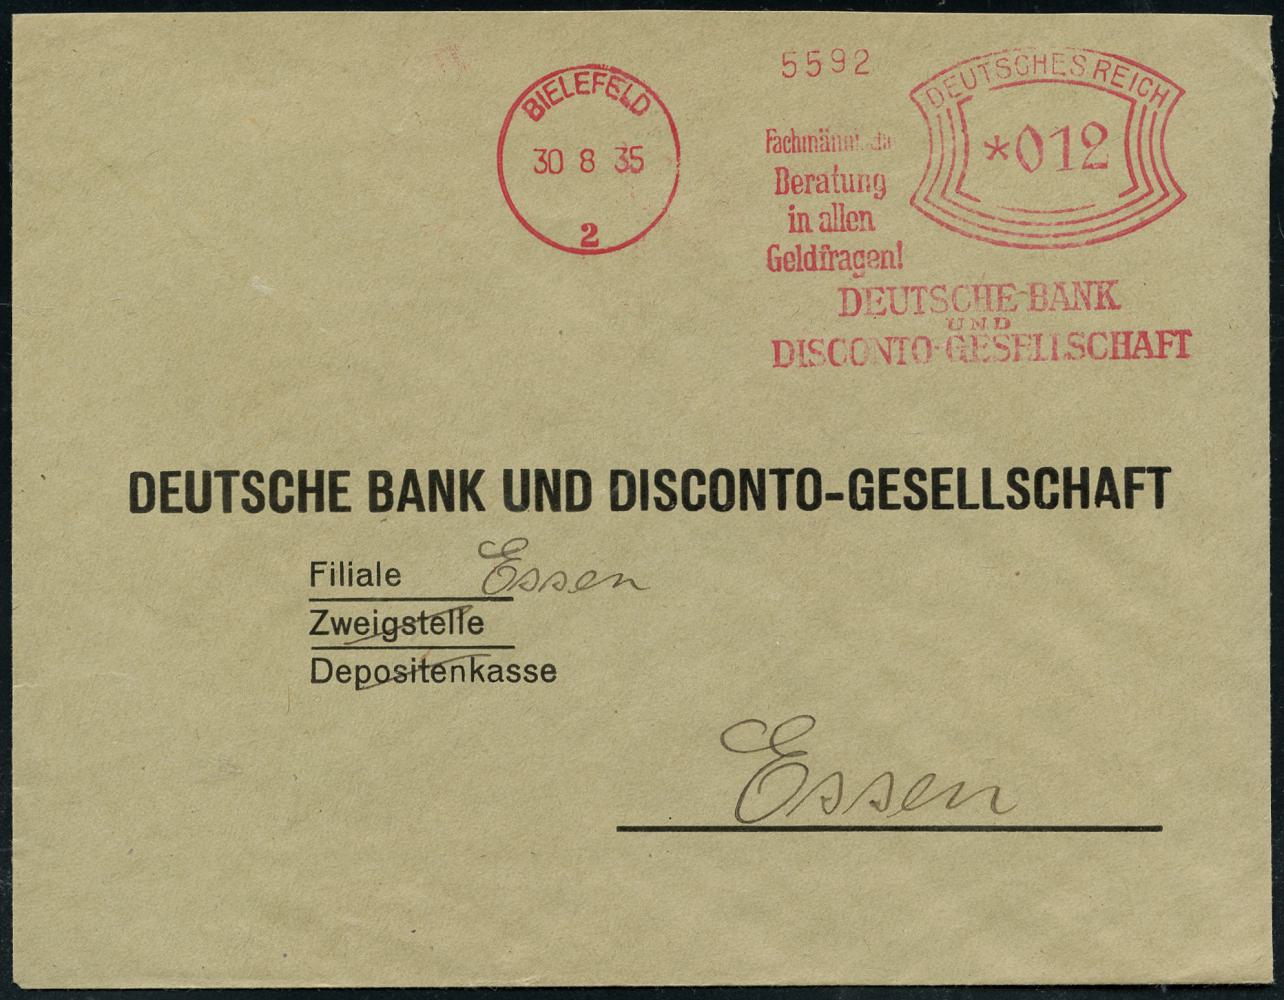 5592
DEUTSCHES REICH
*012
BIELEFELD
30 8 35
2
Beratung
in allen
Geldfragen!
DEUTSCHE BANK
UND
DISCONTO-GESELLSCHAFT
DEUTSCHE BANK UND DISCONTO-GESELLSCHAFT
Filiale Essen
Zweigstelle
Depositenkasse
Essen